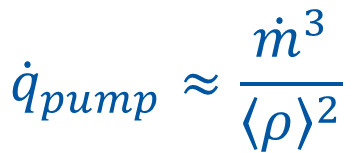 q̇_pump ≈ ṁ³ / ⟨ρ⟩²